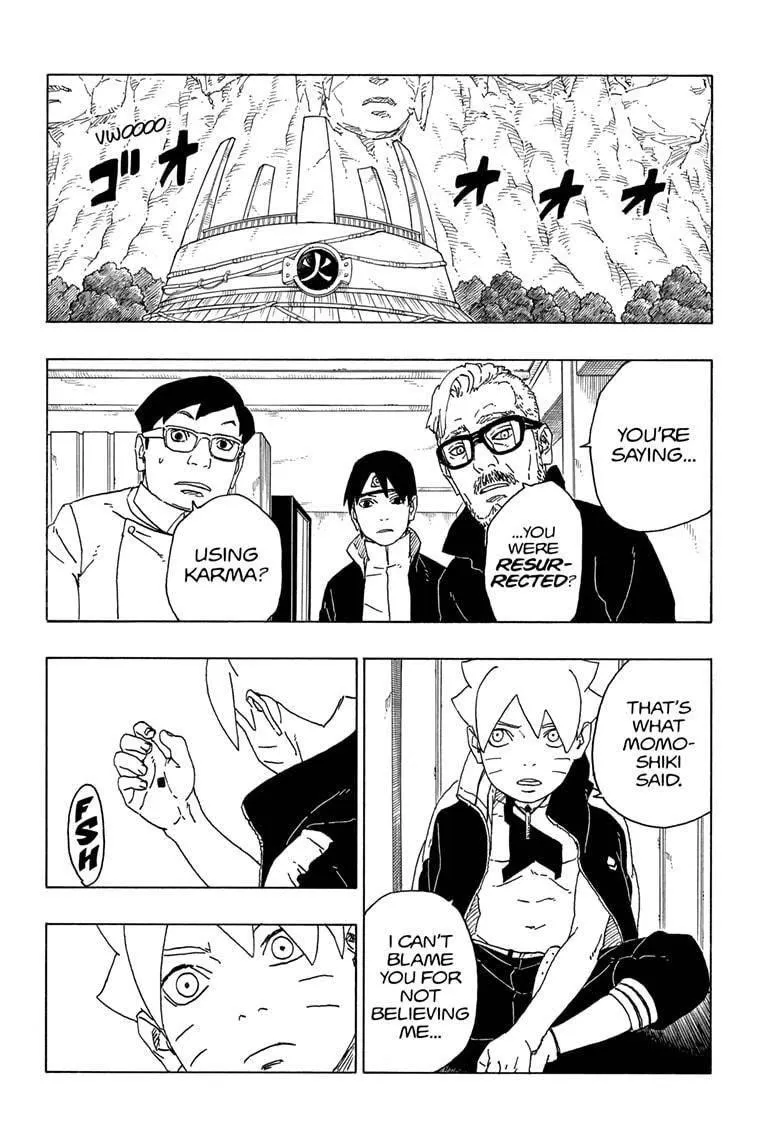 VWOOOO
ゴオオオオ
火
YOU'RE
SAYING...
...YOU
WERE
RESUR-
RECTED?
USING
KARMA?
THAT'S
WHAT
MOMO-
SHIKI
SAID.
I CAN'T
BLAME
YOU FOR
NOT
BELIEVING
ME...
FSH